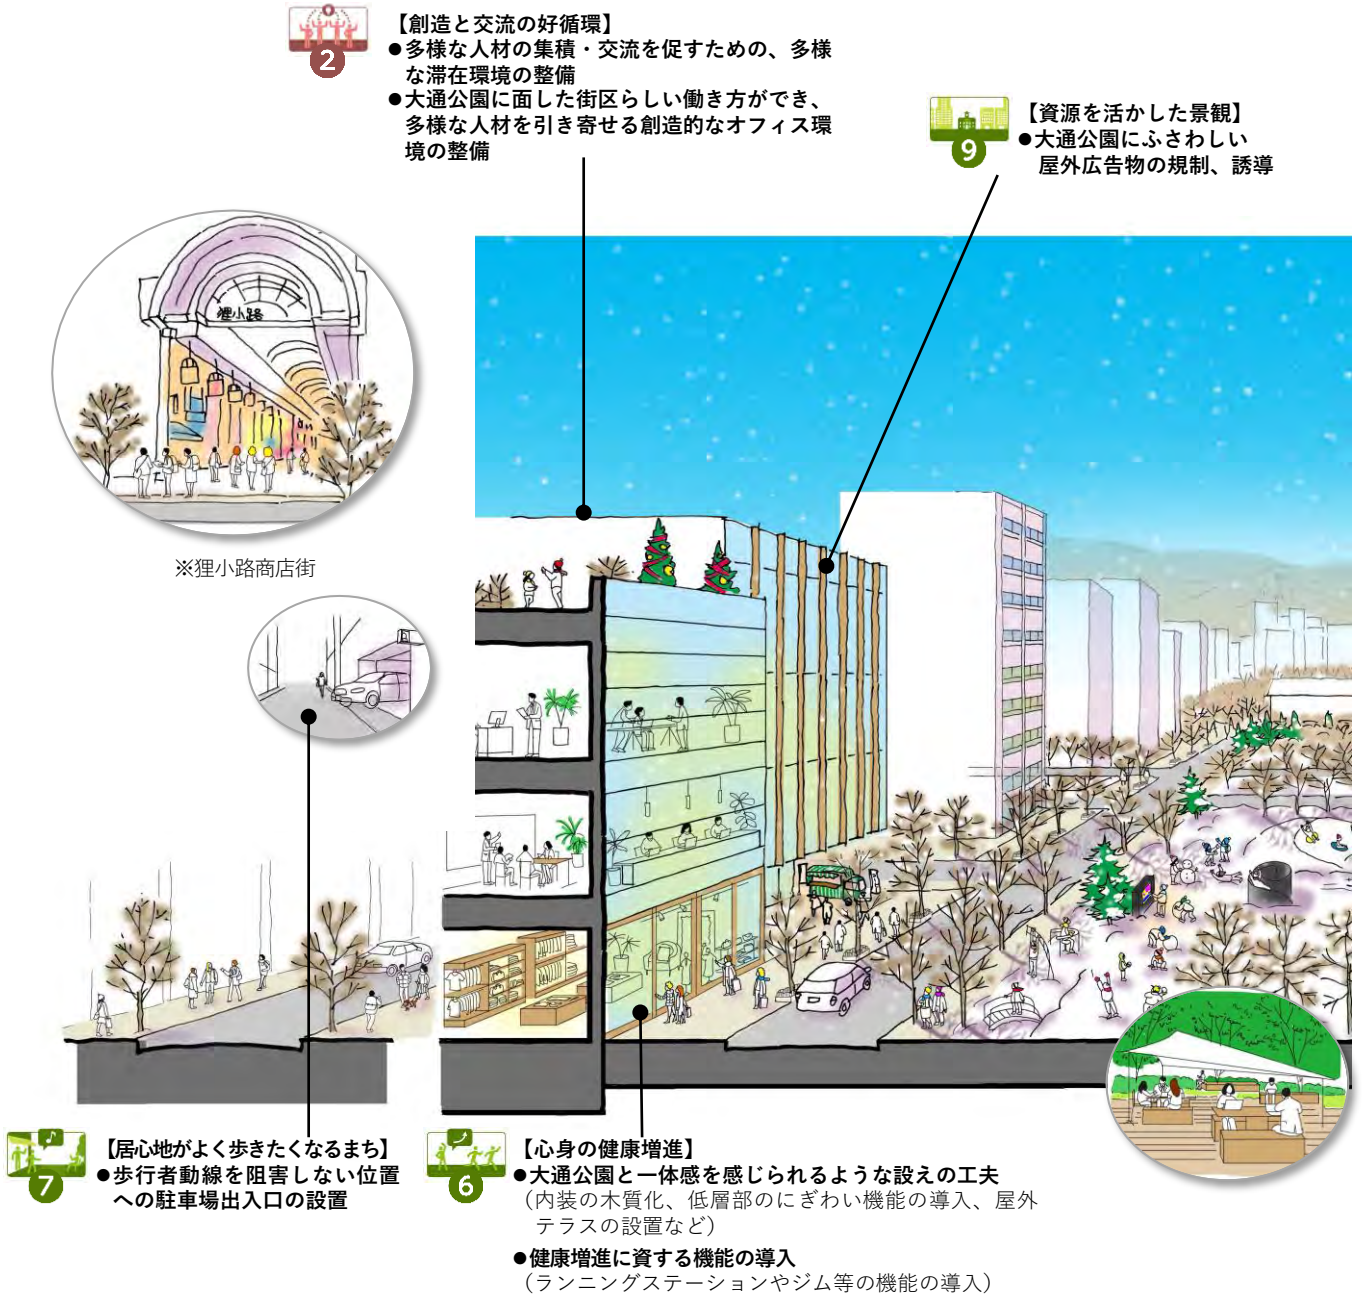 2
【創造と交流の好循環】
●多様な人材の集積・交流を促すための、多様
な滞在環境の整備
●大通公園に面した街区らしい働き方ができ、
多様な人材を引き寄せる創造的なオフィス環
境の整備
9
【資源を活かした景観】
●大通公園にふさわしい
屋外広告物の規制、誘導
狸小路
※狸小路商店街
7
【居心地がよく歩きたくなるまち】
●歩行者動線を阻害しない位置
への駐車場出入口の設置
6
【心身の健康増進】
●大通公園と一体感を感じられるような設えの工夫
（内装の木質化、低層部のにぎわい機能の導入、屋外
テラスの設置など）
●健康増進に資する機能の導入
（ランニングステーションやジム等の機能の導入）